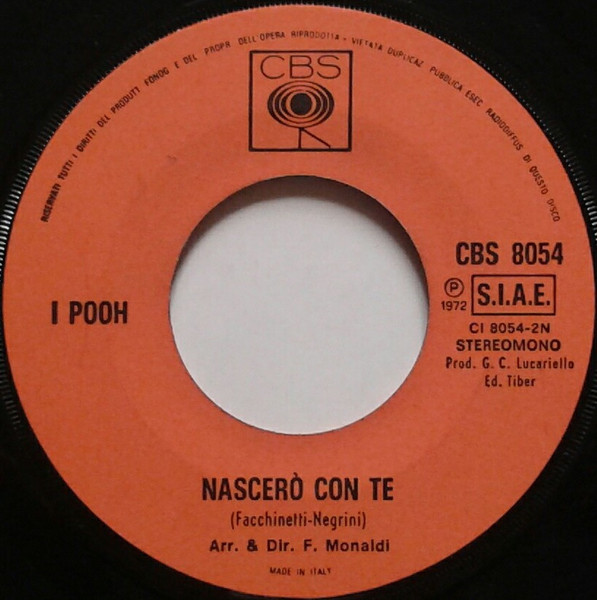 RISERVATI TUTTI I DIRITTI DEL PRODUTT FONOG E DEL PROPR DELL'OPERA RIPRODOTTA - VIETATA DUPLICAZ PUBBLICA ESEC RADIODIFFUS DI QUESTO DISCO
CBS
CBS 8054
I POOH
P 1972 S.I.A.E.
CI 8054-2N
STEREOMONO
Prod. G. C. Lucariello
Ed. Tiber
NASCERÒ CON TE
(Facchinetti-Negrini)
Arr. & Dir. F. Monaldi
MADE IN ITALY